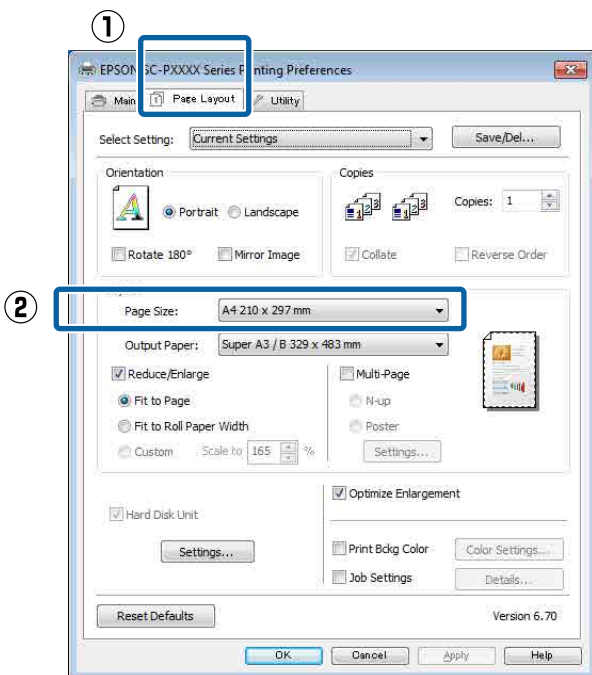 ①
EPSON SC-PXXXX Series Printing Preferences
Main Page Layout Utility
Select Setting: Current Settings Save/Del...
Orientation
Portrait Landscape
Rotate 180° Mirror Image
Copies
Copies: 1
Collate Reverse Order
②
Page Size: A4 210 x 297 mm
Output Paper: Super A3 / B 329 x 483 mm
Reduce/Enlarge
Fit to Page
Fit to Roll Paper Width
Custom Scale to 165 %
Multi-Page
N-up
Poster
Settings...
Hard Disk Unit
Settings...
Optimize Enlargement
Print Bckg Color Color Settings...
Job Settings Details...
Reset Defaults Version 6.70
OK Cancel Apply Help